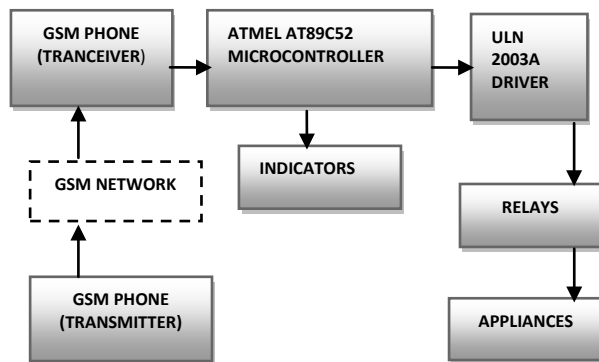 GSM PHONE
(TRANCEIVER)
ATMEL AT89C52
MICROCONTROLLER
ULN
2003A
DRIVER
INDICATORS
GSM NETWORK
RELAYS
GSM PHONE
(TRANSMITTER)
APPLIANCES